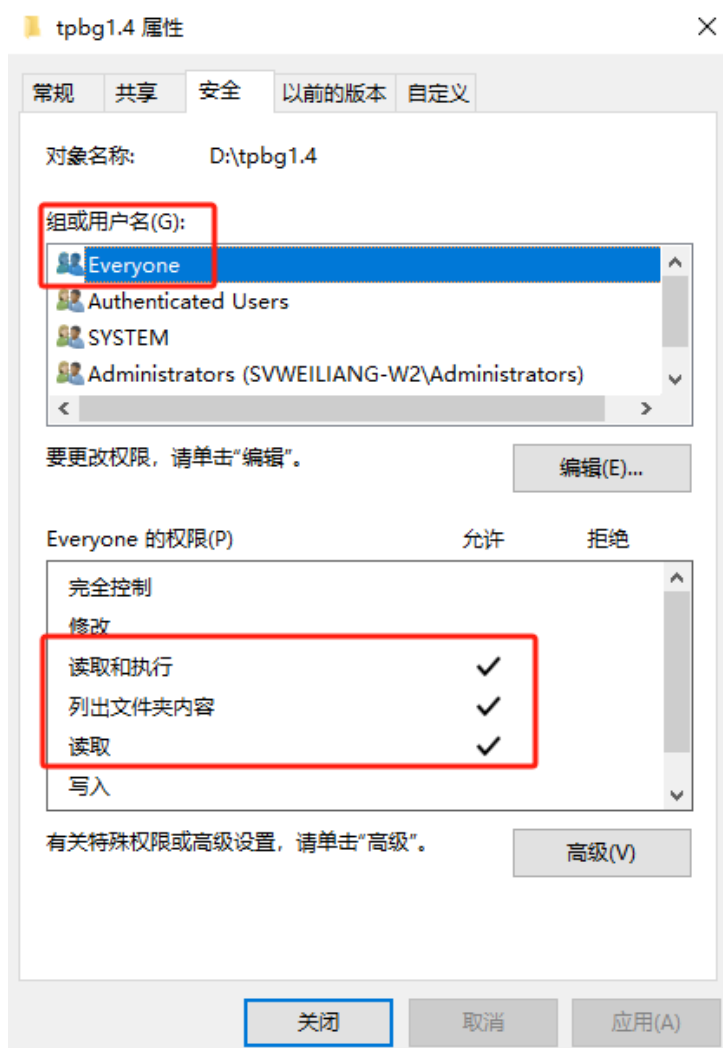 tpbg1.4 属性
常规 共享 安全 以前的版本 自定义
对象名称: D:\tpbg1.4
组或用户名(G):
Everyone
Authenticated Users
SYSTEM
Administrators (SVWEILIANG-W2\Administrators)
要更改权限，请单击"编辑"。
编辑(E)...
Everyone 的权限(P) 允许 拒绝
完全控制
修改
读取和执行
列出文件夹内容
读取
写入
有关特殊权限或高级设置，请单击"高级"。
高级(V)
关闭 取消 应用(A)